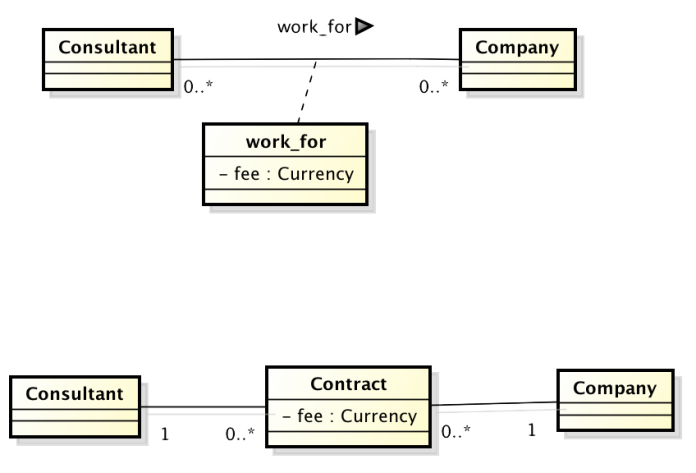 work_for
Consultant
Company
0..*
0..*
work_for
- fee : Currency
Consultant
Contract
Company
- fee : Currency
1
0..*
0..*
1